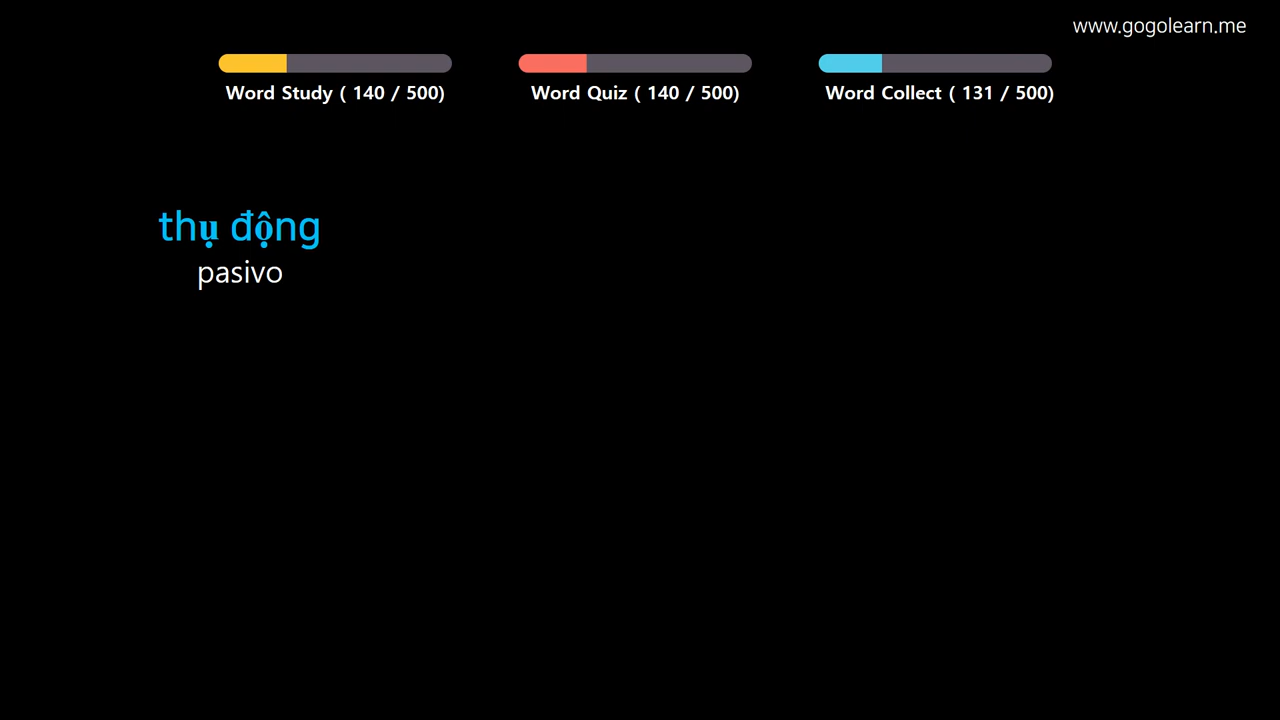 www.gogolearn.me
Word Study ( 140 / 500)
Word Quiz ( 140 / 500)
Word Collect ( 131 / 500)
thụ động
pasivo